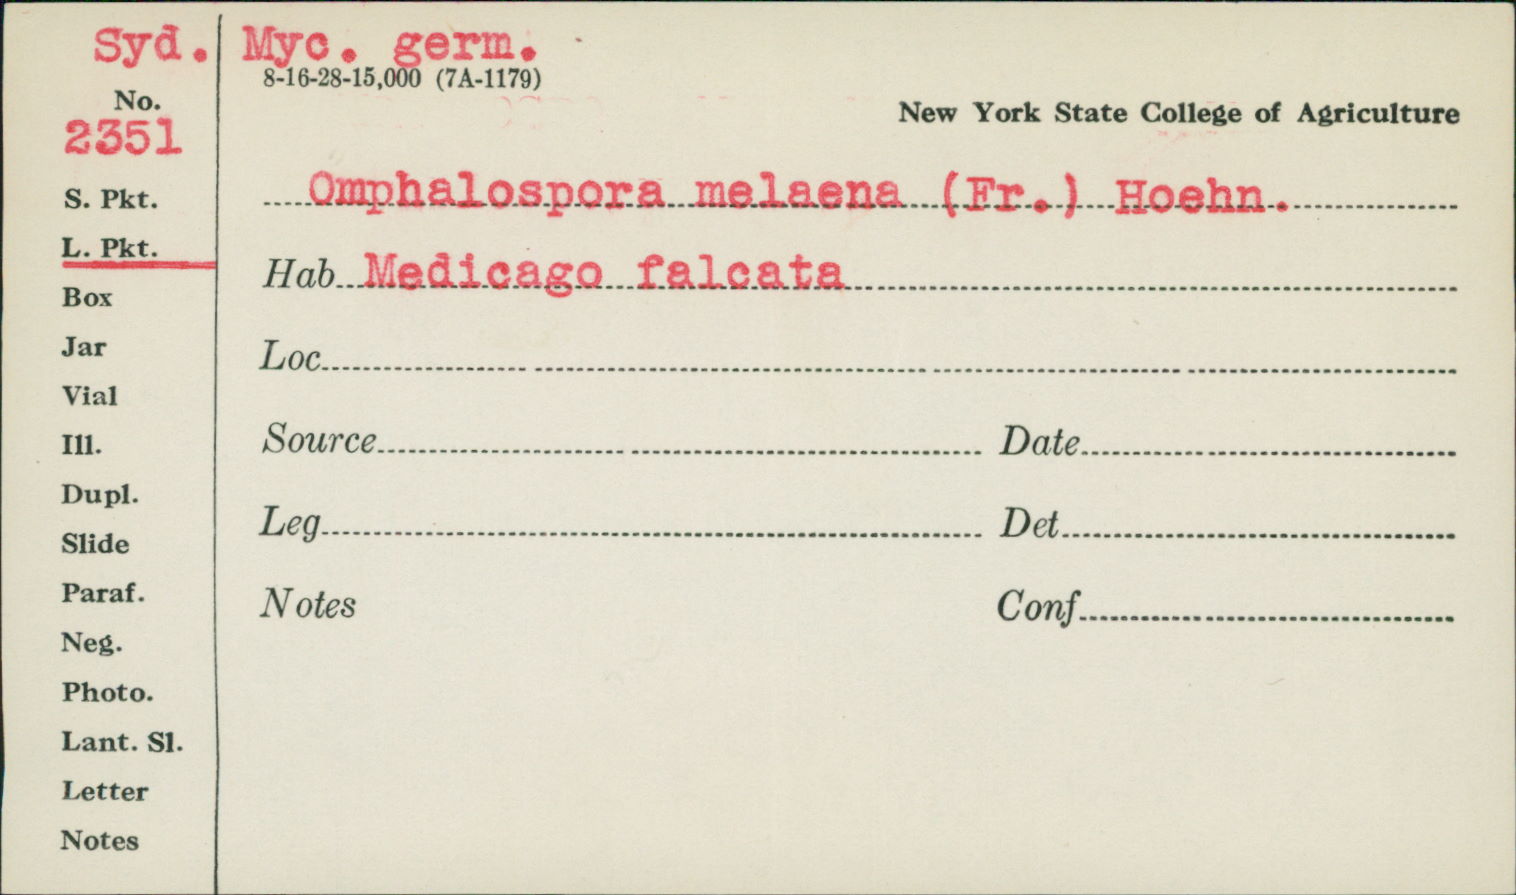 Syd. Myc. germ.
8-16-28-15,000 (7A-1179)
No.
2351
New York State College of Agriculture
Omphalospora melaena (Fr.) Hoehn.
Hab Medicago falcata
Loc
Source Date
Leg Det
Notes Conf
S. Pkt.
L. Pkt.
Box
Jar
Vial
Ill.
Dupl.
Slide
Paraf.
Neg.
Photo.
Lant. Sl.
Letter
Notes